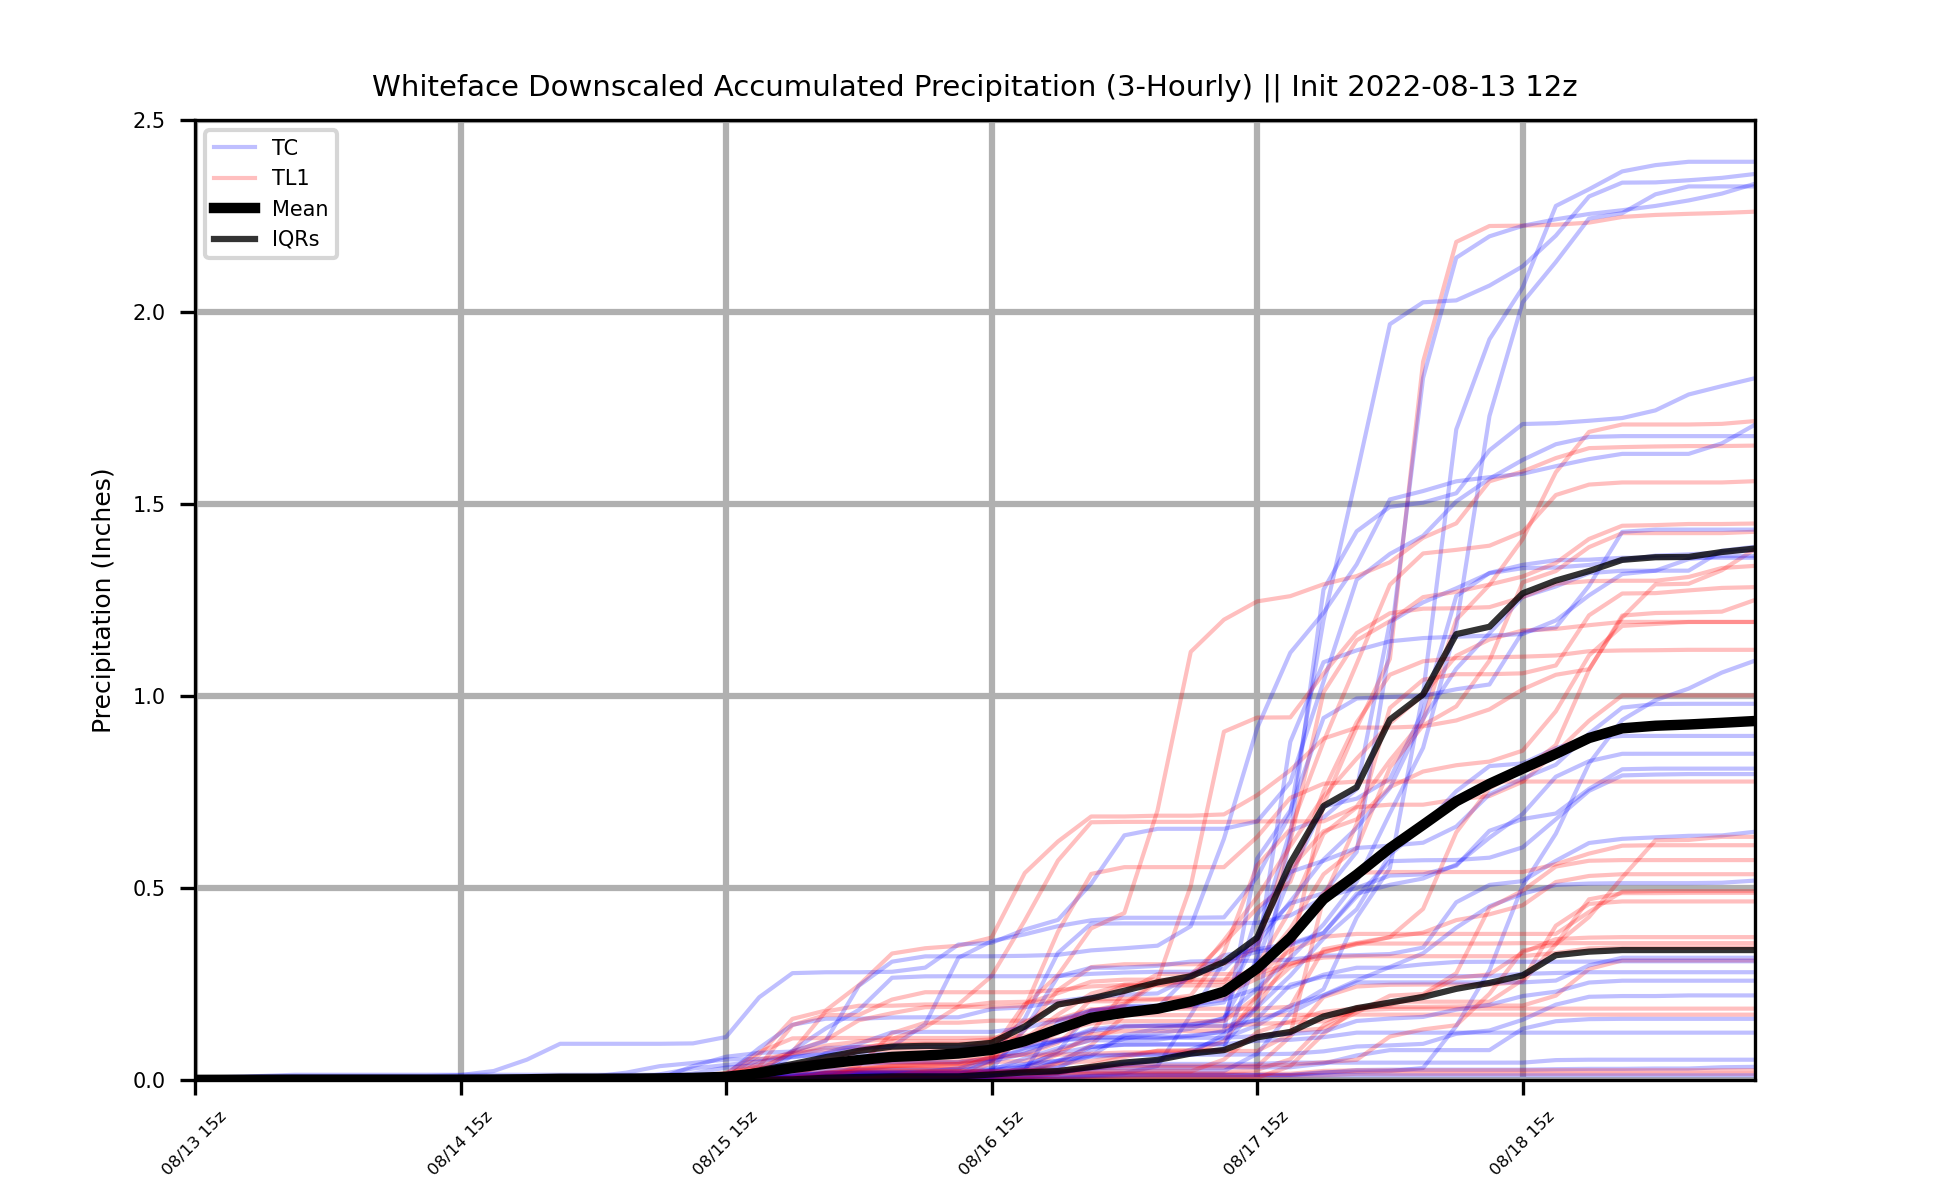 Whiteface Downscaled Accumulated Precipitation (3-Hourly) || Init 2022-08-13 12z
TC
TL1
Mean
IQRs
Precipitation (Inches)
2.5
2.0
1.5
1.0
0.5
0.0
08/13 15z
08/14 15z
08/15 15z
08/16 15z
08/17 15z
08/18 15z